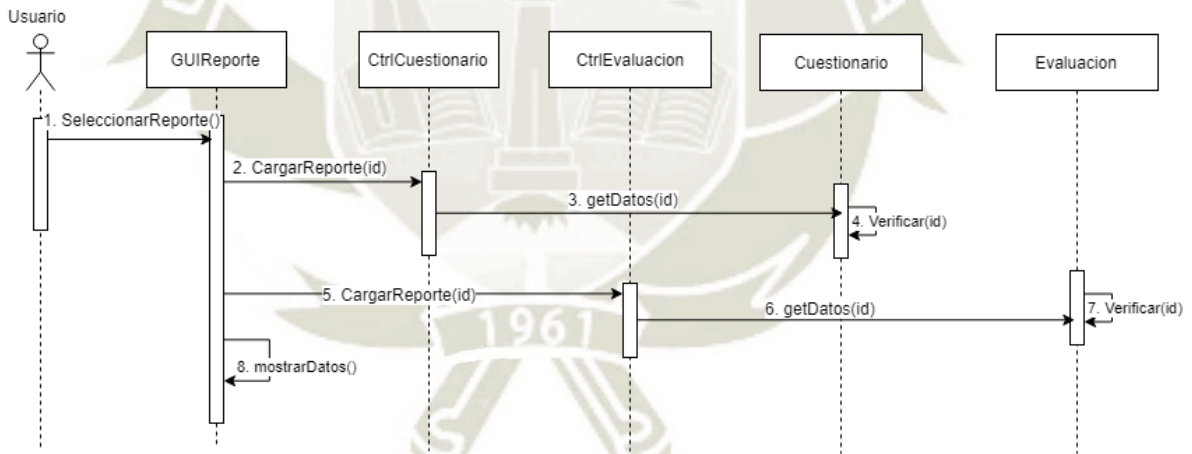 Usuario
GUIReporte
CtrlCuestionario
CtrlEvaluacion
Cuestionario
Evaluacion
1. SeleccionarReporte()
2. CargarReporte(id)
3. getDatos(id)
4. Verificar(id)
5. CargarReporte(id)
6. getDatos(id)
7. Verificar(id)
8. mostrarDatos()
1961